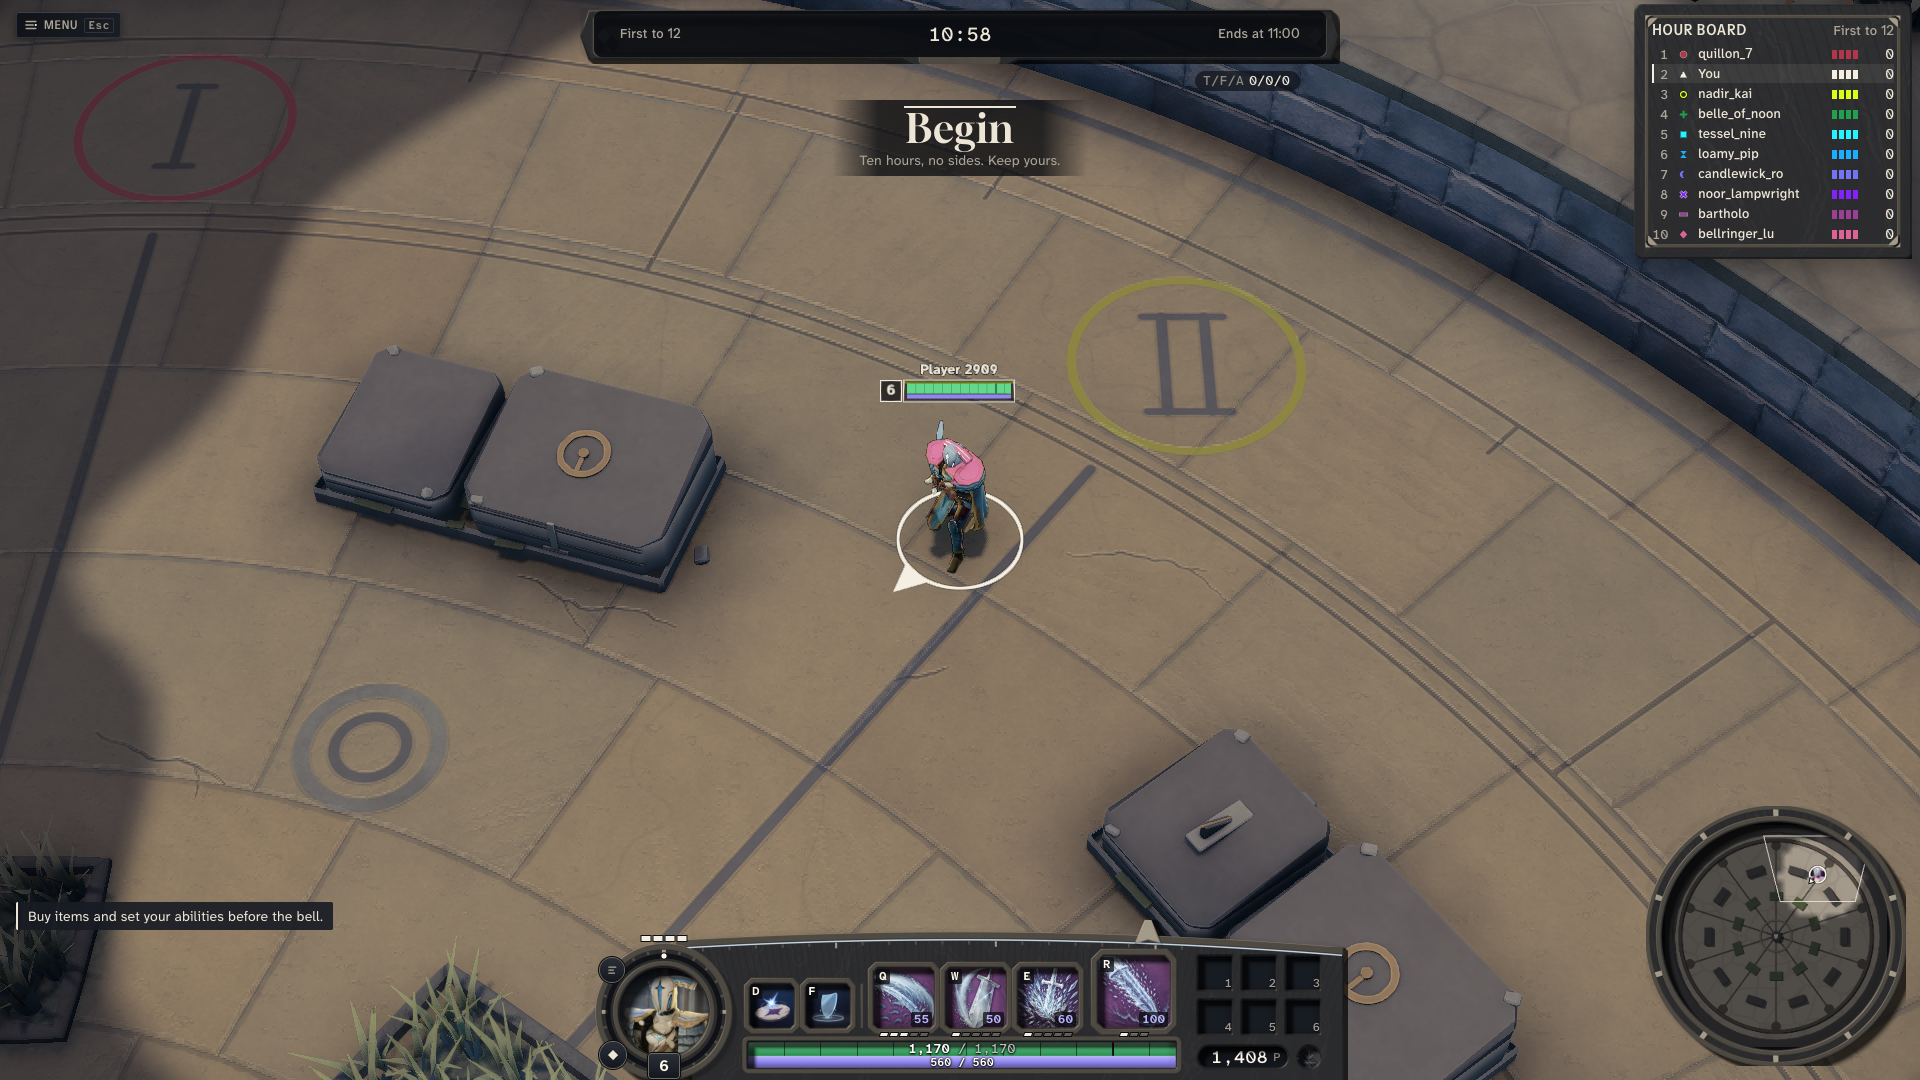 MENU Esc
First to 12
10:58
Ends at 11:00
T/F/A 0/0/0
Begin
Ten hours, no sides. Keep yours.
HOUR BOARD First to 12
1 quillon_7 0
2 You 0
3 nadir_kai 0
4 belle_of_noon 0
5 tessel_nine 0
6 loamy_pip 0
7 candlewick_ro 0
8 noor_lampwright 0
9 bartholo 0
10 bellringer_lu 0
I
II
Player 2909
6
Buy items and set your abilities before the bell.
D
F
Q 55
W 50
E 60
R 100
1 2 3
4 5 6
1,170 / 1,170
560 / 560
6
1,408 P